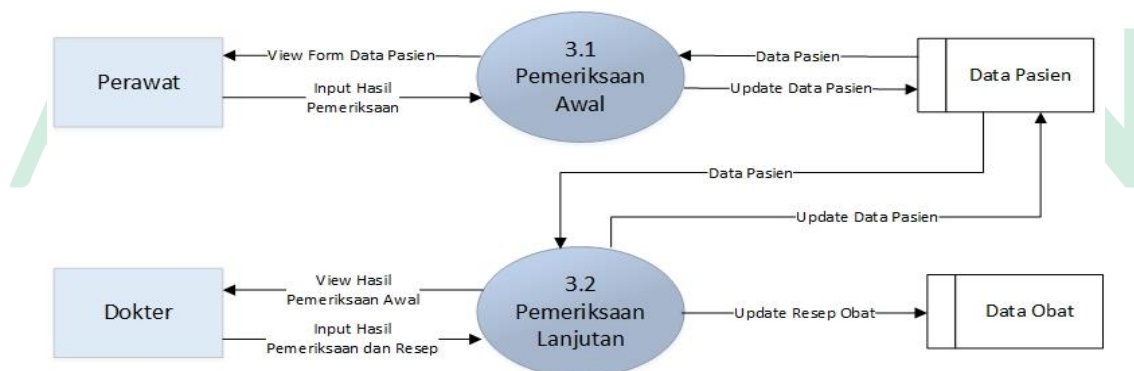 View Form Data Pasien
Perawat
Input Hasil
Pemeriksaan
3.1
Pemeriksaan
Awal
Data Pasien
Update Data Pasien
Data Pasien
Data Pasien
Update Data Pasien
View Hasil
Pemeriksaan Awal
Dokter
Input Hasil
Pemeriksaan dan Resep
3.2
Pemeriksaan
Lanjutan
Update Resep Obat
Data Obat